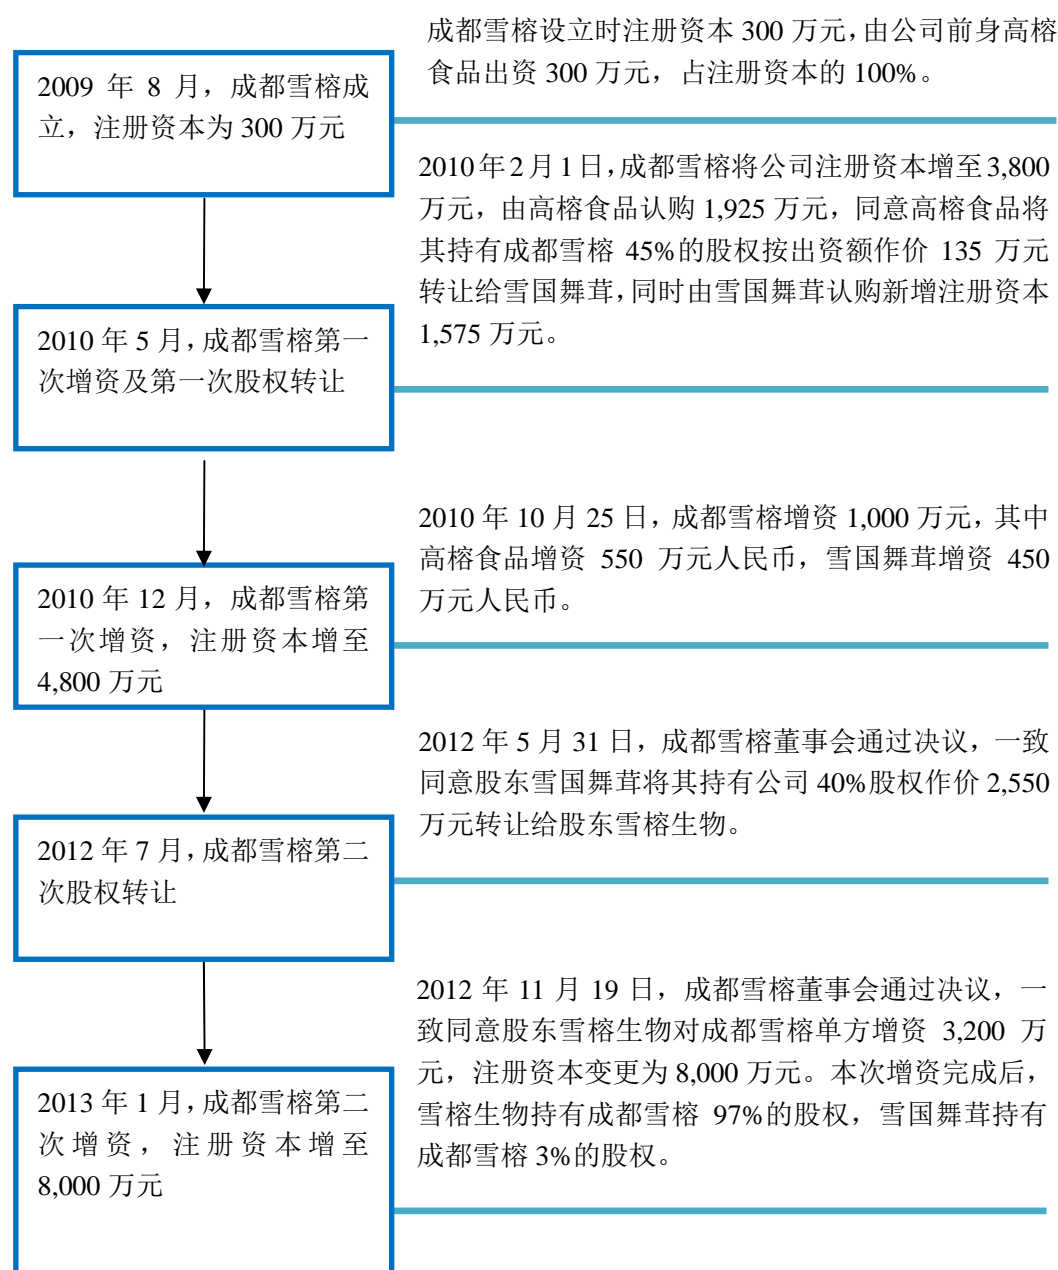 成都雪榕设立时注册资本 300 万元，由公司前身高榕
食品出资 300 万元，占注册资本的 100%。
2009 年 8 月，成都雪榕成
立，注册资本为 300 万元
2010 年 2 月 1 日，成都雪榕将公司注册资本增至 3,800
万元，由高榕食品认购 1,925 万元，同意高榕食品将
其持有成都雪榕 45%的股权按出资额作价 135 万元
转让给雪国舞茸，同时由雪国舞茸认购新增注册资本
1,575 万元。
2010 年 5 月，成都雪榕第一
次增资及第一次股权转让
2010 年 10 月 25 日，成都雪榕增资 1,000 万元，其中
高榕食品增资 550 万元人民币，雪国舞茸增资 450
万元人民币。
2010 年 12 月，成都雪榕第
一次增资，注册资本增至
4,800 万元
2012 年 5 月 31 日，成都雪榕董事会通过决议，一致
同意股东雪国舞茸将其持有公司 40%股权作价 2,550
万元转让给股东雪榕生物。
2012 年 7 月，成都雪榕第二
次股权转让
2012 年 11 月 19 日，成都雪榕董事会通过决议，一
致同意股东雪榕生物对成都雪榕单方增资 3,200 万
元，注册资本变更为 8,000 万元。本次增资完成后，
雪榕生物持有成都雪榕 97%的股权，雪国舞茸持有
成都雪榕 3%的股权。
2013 年 1 月，成都雪榕第二
次增资，注册资本增至
8,000 万元